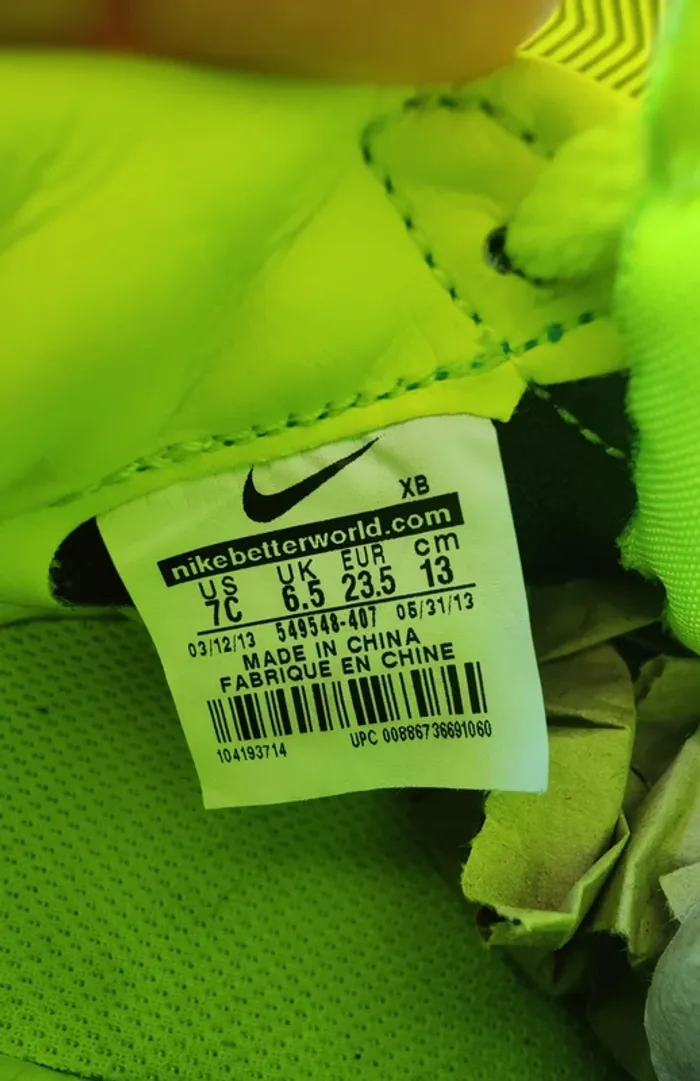 XB
nikebetterworld.com
US UK EUR cm
7C 6.5 23.5 13
03/12/13 549548-407 05/31/13
MADE IN CHINA
FABRIQUE EN CHINE
104193714 UPC 00886736691060